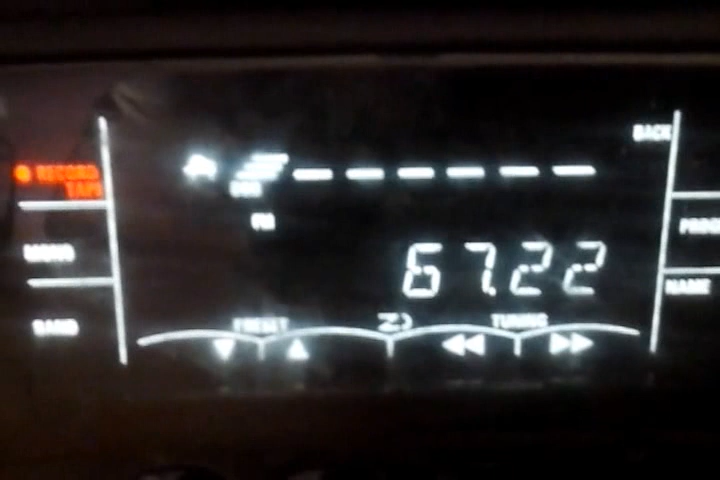 BACK
RECORD
TAPE
FM
MONO
67.22
NAME
BAND
PRESET TUNING